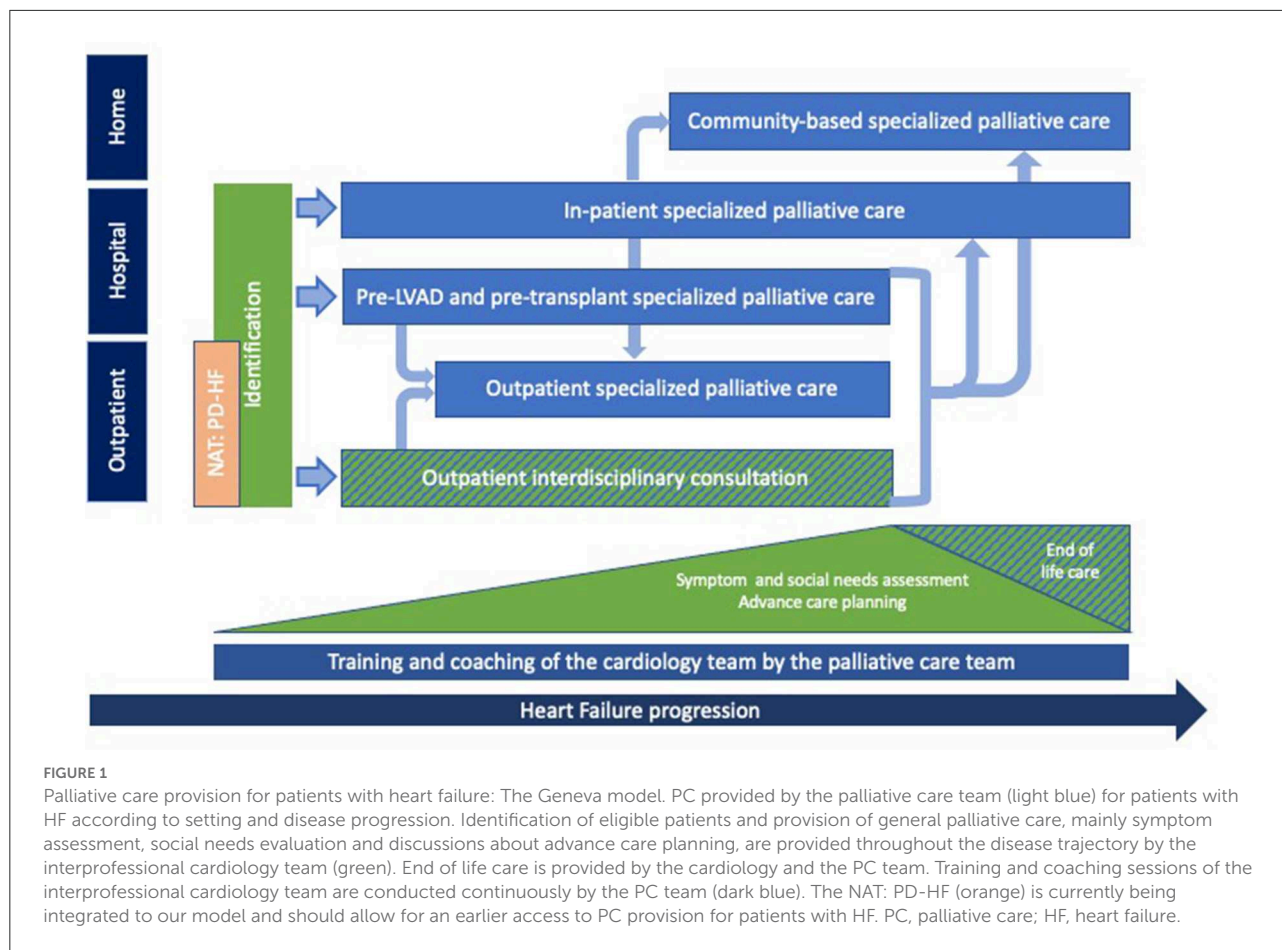 Home
Hospital
Outpatient
NAT: PD-HF
Identification
Community-based specialized palliative care
In-patient specialized palliative care
Pre-LVAD and pre-transplant specialized palliative care
Outpatient specialized palliative care
Outpatient interdisciplinary consultation
Symptom and social needs assessment
Advance care planning
End of
life care
Training and coaching of the cardiology team by the palliative care team
Heart Failure progression
FIGURE 1
Palliative care provision for patients with heart failure: The Geneva model. PC provided by the palliative care team (light blue) for patients with
HF according to setting and disease progression. Identification of eligible patients and provision of general palliative care, mainly symptom
assessment, social needs evaluation and discussions about advance care planning, are provided throughout the disease trajectory by the
interprofessional cardiology team (green). End of life care is provided by the cardiology and the PC team. Training and coaching sessions of the
interprofessional cardiology team are conducted continuously by the PC team (dark blue). The NAT: PD-HF (orange) is currently being
integrated to our model and should allow for an earlier access to PC provision for patients with HF. PC, palliative care; HF, heart failure.